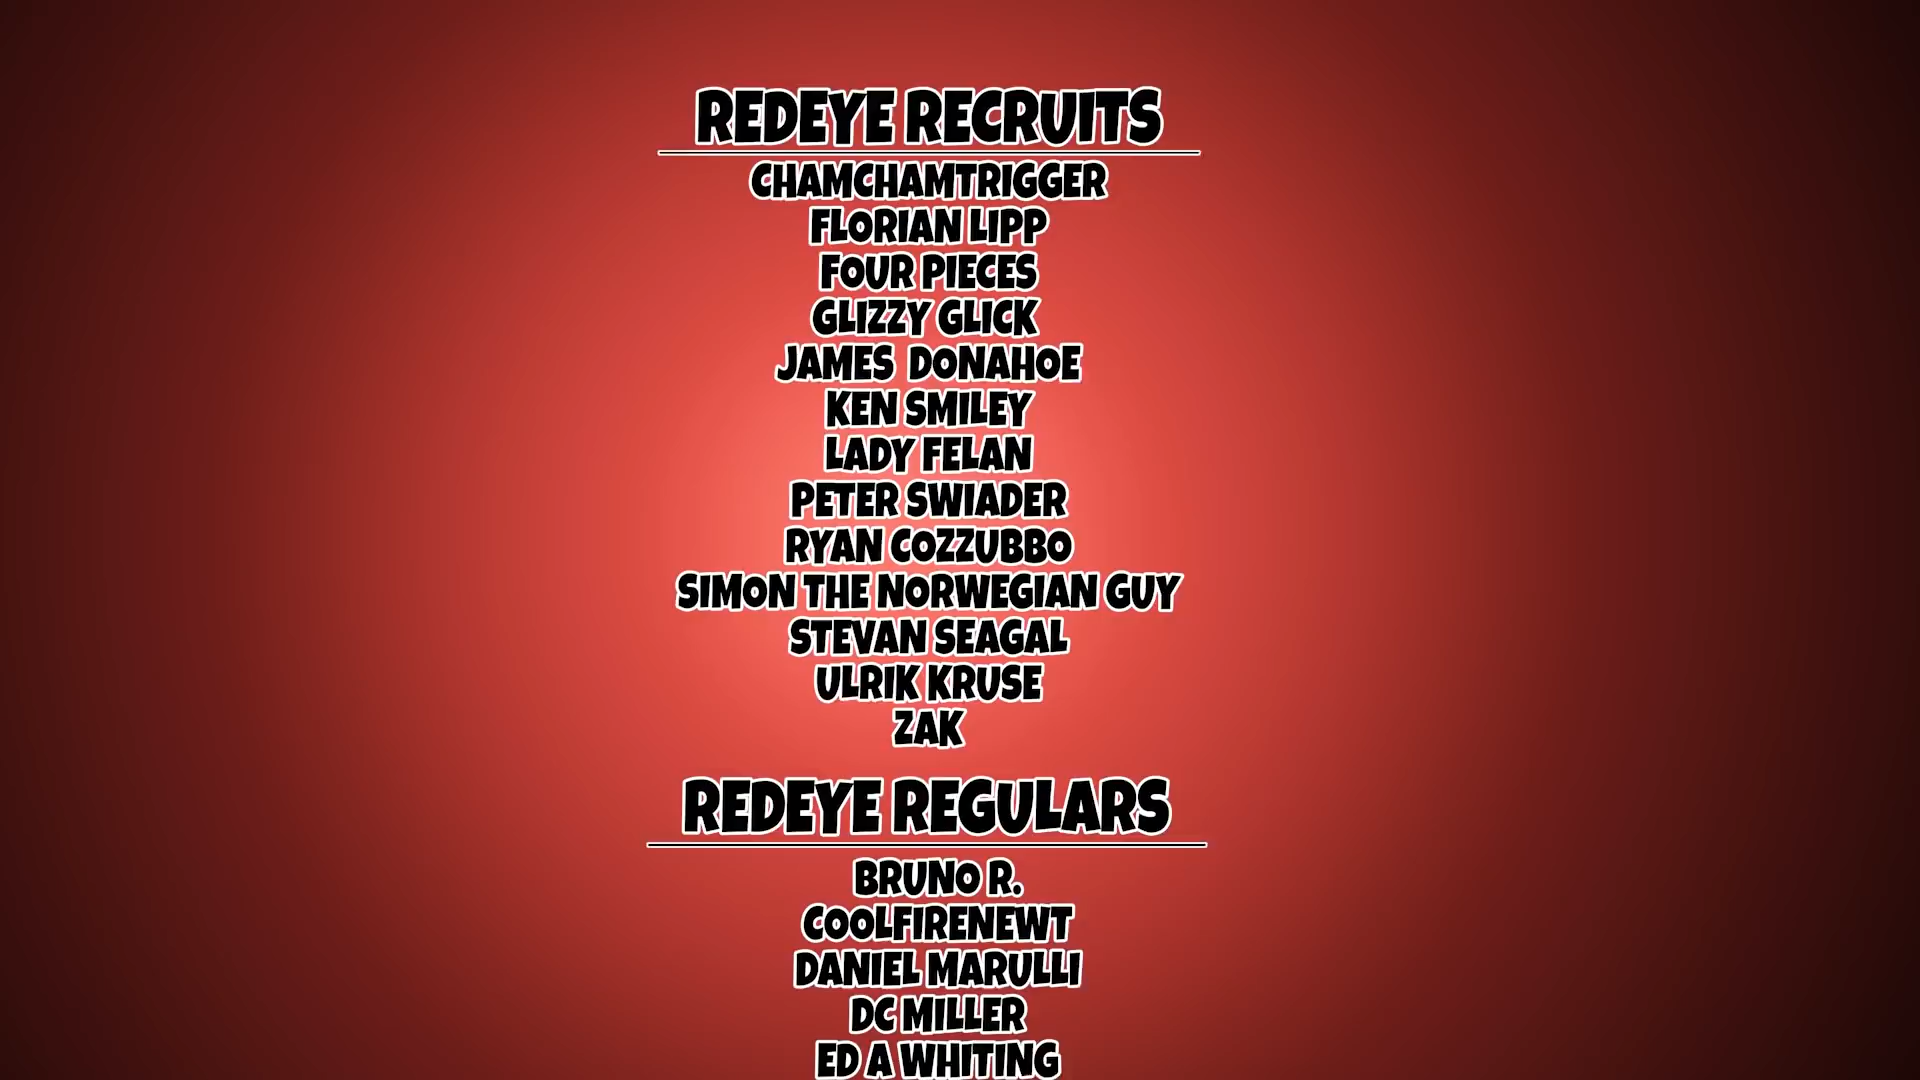 REDEYE RECRUITS
CHAMCHAMTRIGGER
FLORIAN LIPP
FOUR PIECES
GLIZZY GLICK
JAMES DONAHOE
KEN SMILEY
LADY FELAN
PETER SWIADER
RYAN COZZUBBO
SIMON THE NORWEGIAN GUY
STEVAN SEAGAL
ULRIK KRUSE
ZAK
REDEYE REGULARS
BRUNO R.
COOLFIRENEWT
DANIEL MARULLI
DC MILLER
ED A WHITING